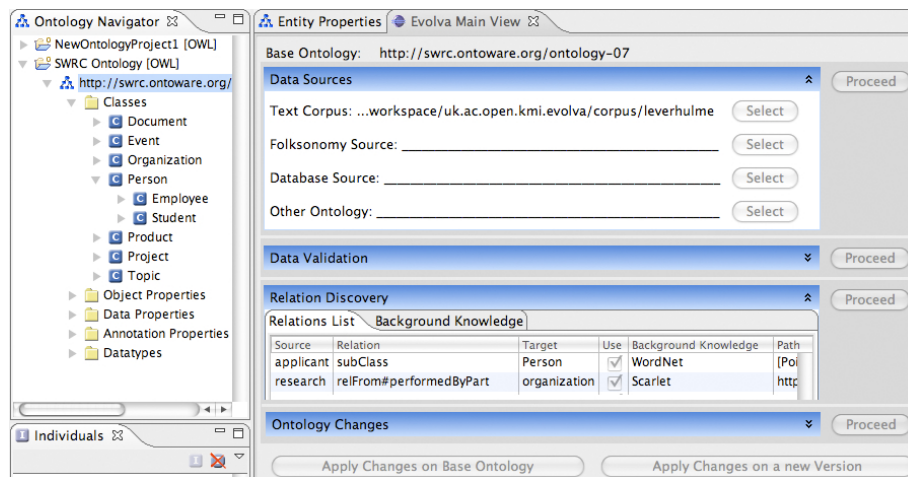 Ontology Navigator
NewOntologyProject1 [OWL]
SWRC Ontology [OWL]
http://swrc.ontoware.org/
Classes
C Document
C Event
C Organization
C Person
C Employee
C Student
C Product
C Project
C Topic
Object Properties
Data Properties
Annotation Properties
Datatypes
I Individuals
Entity Properties
Evolva Main View
Base Ontology: http://swrc.ontoware.org/ontology-07
Data Sources
Proceed
Text Corpus: ...workspace/uk.ac.open.kmi.evolva/corpus/leverhulme Select
Folksonomy Source: Select
Database Source: Select
Other Ontology: Select
Data Validation
Proceed
Relation Discovery
Proceed
Relations List Background Knowledge
Source Relation Target Use Background Knowledge Path
applicant subClass Person WordNet [Poi
research relFrom#performedByPart organization Scarlet http
Ontology Changes
Proceed
Apply Changes on Base Ontology Apply Changes on a new Version